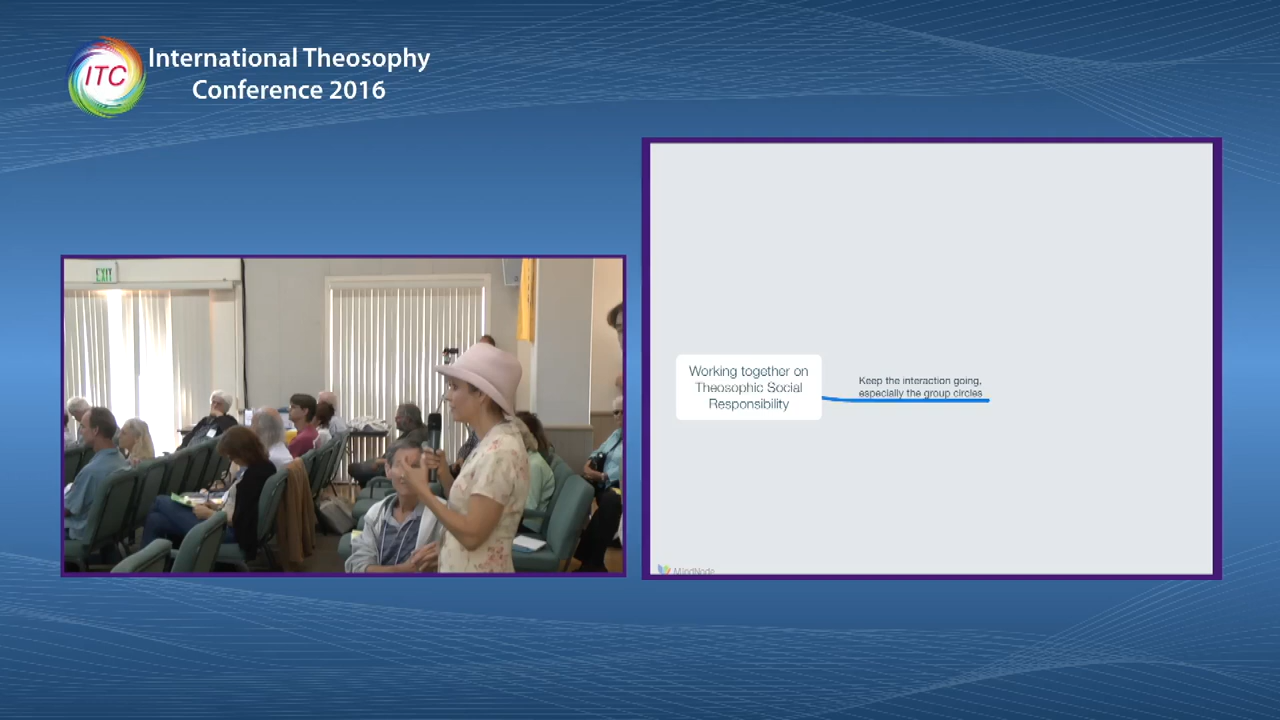 ITC
International Theosophy
Conference 2016
EXIT
Working together on
Theosophic Social
Responsibility
Keep the interaction going,
especially the group circles
MindNode